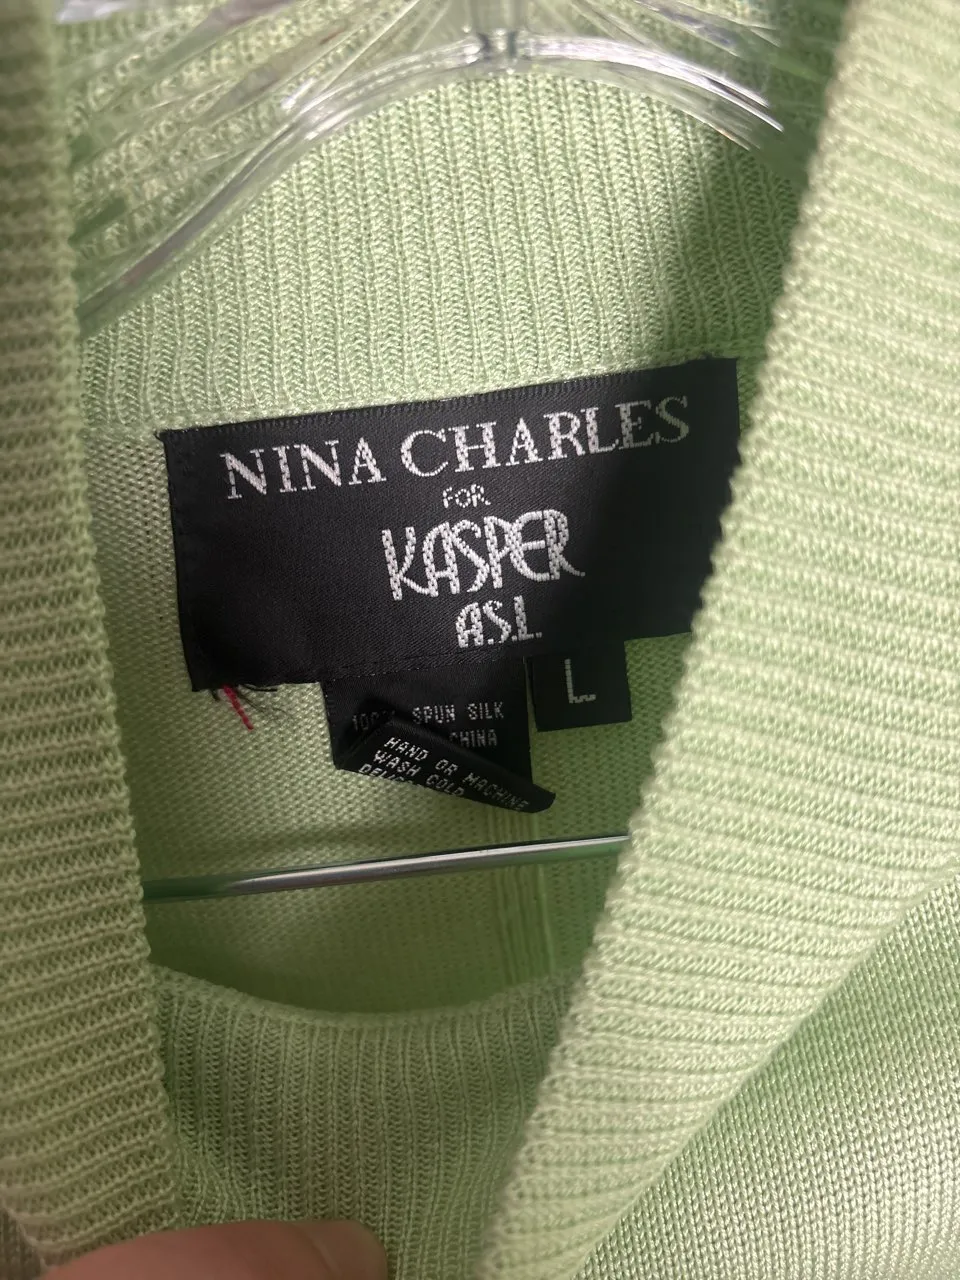 NINA CHARLES
FOR
KASPER
A.S.L.
L
SPUN SILK
CHINA
HAND OR MACHINE
WASH COLD